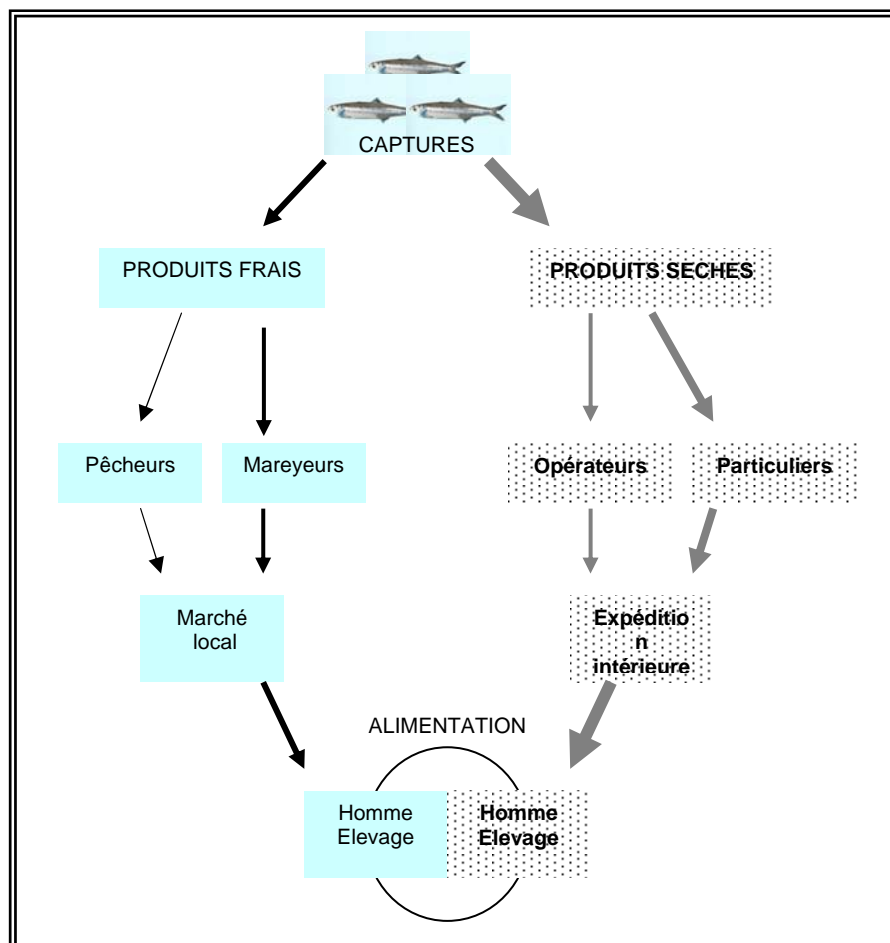 CAPTURES
PRODUITS FRAIS
PRODUITS SECHES
Pêcheurs
Mareyeurs
Opérateurs
Particuliers
Marché
local
Expéditio
n
intérieure
ALIMENTATION
Homme
Elevage
Homme
Elevage